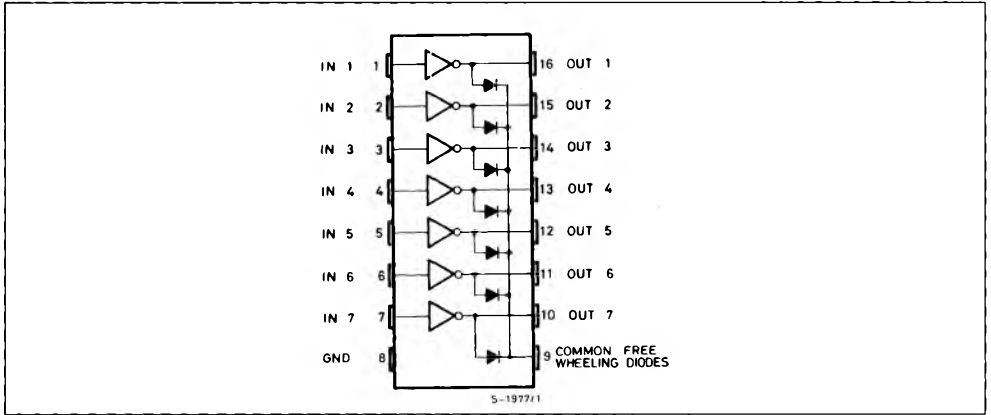 IN 1 1 16 OUT 1
IN 2 2 15 OUT 2
IN 3 3 14 OUT 3
IN 4 4 13 OUT 4
IN 5 5 12 OUT 5
IN 6 6 11 OUT 6
IN 7 7 10 OUT 7
GND 8 9 COMMON FREE
WHEELING DIODES
S-1977/1